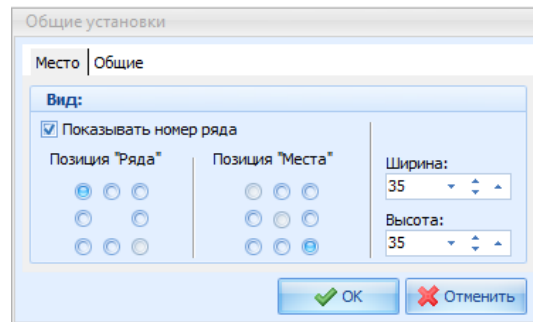 Общие установки
Место Общие
Вид:
Показывать номер ряда
Позиция "Ряда" Позиция "Места"
Ширина:
35
Высота:
35
OK Отменить